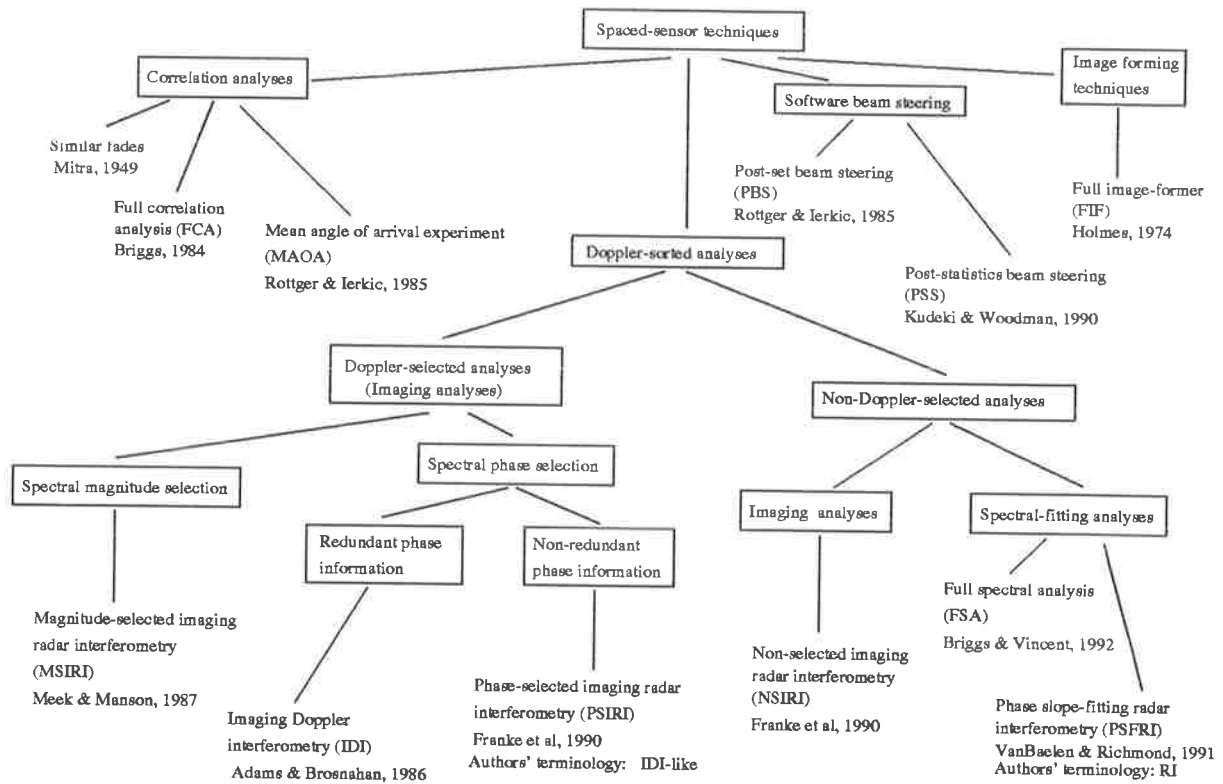 Spaced-sensor techniques
Correlation analyses
Image forming
techniques
Software beam steering
Similar fades
Mitra, 1949
Full correlation
analysis (FCA)
Briggs, 1984
Mean angle of arrival experiment
(MAOA)
Rottger & Ierkic, 1985
Post-set beam steering
(PBS)
Rottger & Ierkic, 1985
Full image-former
(FIF)
Holmes, 1974
Doppler-sorted analyses
Post-statistics beam steering
(PSS)
Kudeki & Woodman, 1990
Doppler-selected analyses
(Imaging analyses)
Non-Doppler-selected analyses
Spectral magnitude selection
Spectral phase selection
Imaging analyses
Spectral-fitting analyses
Redundant phase
information
Non-redundant
phase information
Magnitude-selected imaging
radar interferometry
(MSIRI)
Meek & Manson, 1987
Imaging Doppler
interferometry (IDI)
Adams & Brosnahan, 1986
Phase-selected imaging radar
interferometry (PSIRI)
Franke et al, 1990
Authors' terminology: IDI-like
Non-selected imaging
radar interferometry
(NSIRI)
Franke et al, 1990
Full spectral analysis
(FSA)
Briggs & Vincent, 1992
Phase slope-fitting radar
interferometry (PSFRI)
VanBaelen & Richmond, 1991
Authors' terminology: RI